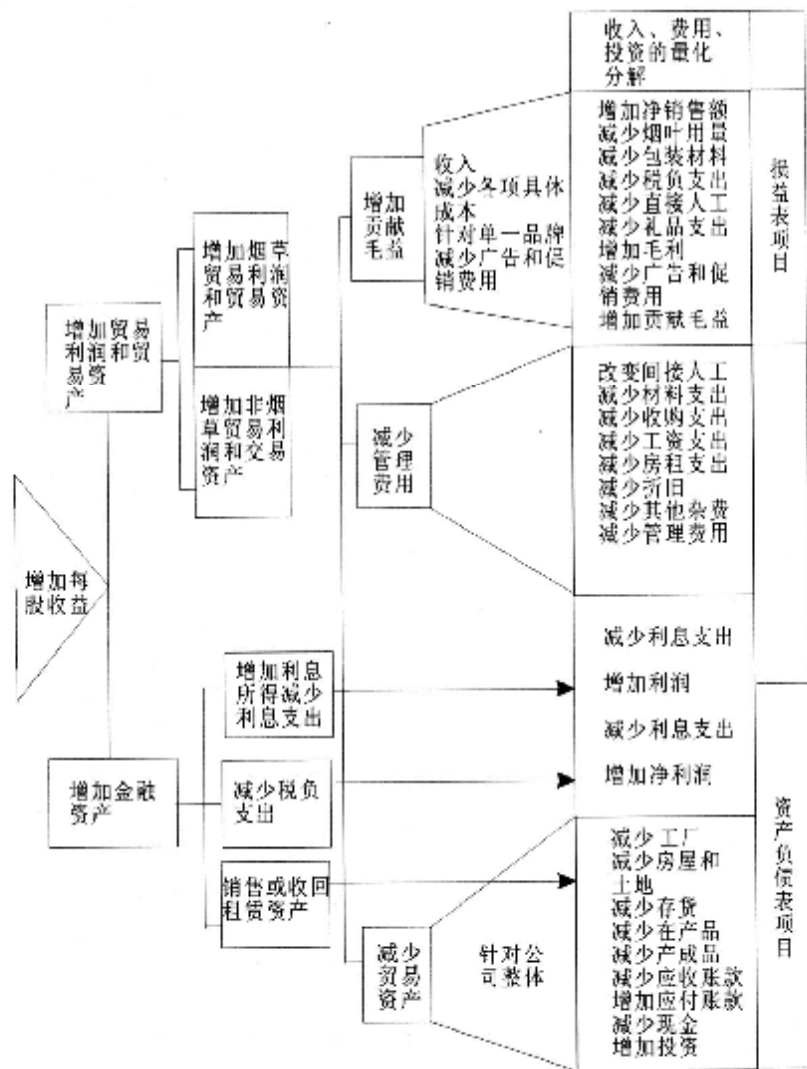 收入、费用、
投资的量化
分解
增加净销售额
减少烟叶用量
减少包装材料
减少税负支出
减少直接人工
减少礼品支出
增加毛利
减少广告和促
销费用
增加贡献毛益
损益表项目
收入
减少各项具体
成本
针对单一品牌
减少广告和促
销费用
增加
贡献
毛益
增加烟草
贸易利润
和贸易资
产
增加贸易
利润和贸
易资产
增加非烟
草贸易利
润和交易
资产
减少
管理
费用
改变间接人工
减少材料支出
减少收购支出
减少工资支出
减少房租支出
减少折旧
减少其他杂费
减少管理费用
增加每
股收益
增加利息
所得减少
利息支出
减少利息支出
增加利润
减少利息支出
增加净利润
增加金融
资产
减少税负
支出
销售或收回
租赁资产
减少
贸易
资产
针对公
司整体
减少工厂
减少房屋和
土地
减少存货
减少在产品
减少产成品
减少应收账款
增加应付账款
减少现金
增加投资
资产负债表项目